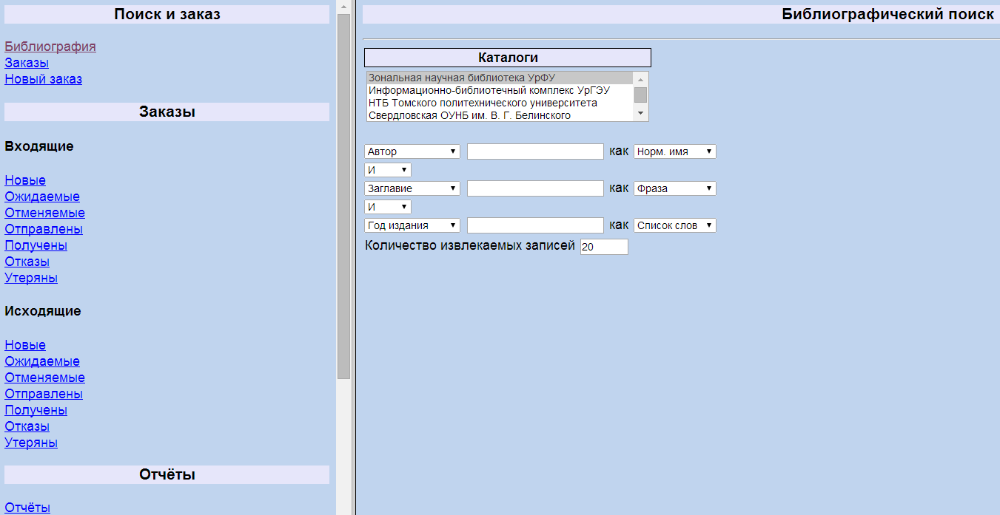 Поиск и заказ
Библиография
Заказы
Новый заказ
Заказы
Входящие
Новые
Ожидаемые
Отменяемые
Отправлены
Получены
Отказы
Утеряны
Исходящие
Новые
Ожидаемые
Отменяемые
Отправлены
Получены
Отказы
Утеряны
Отчёты
Отчёты
Библиографический поиск
Каталоги
Зональная научная библиотека УрФУ
Информационно-библиотечный комплекс УрГЭУ
НТБ Томского политехнического университета
Свердловская ОУНБ им. В. Г. Белинского
Автор как Норм. имя
И
Заглавие как Фраза
И
Год издания как Список слов
Количество извлекаемых записей 20